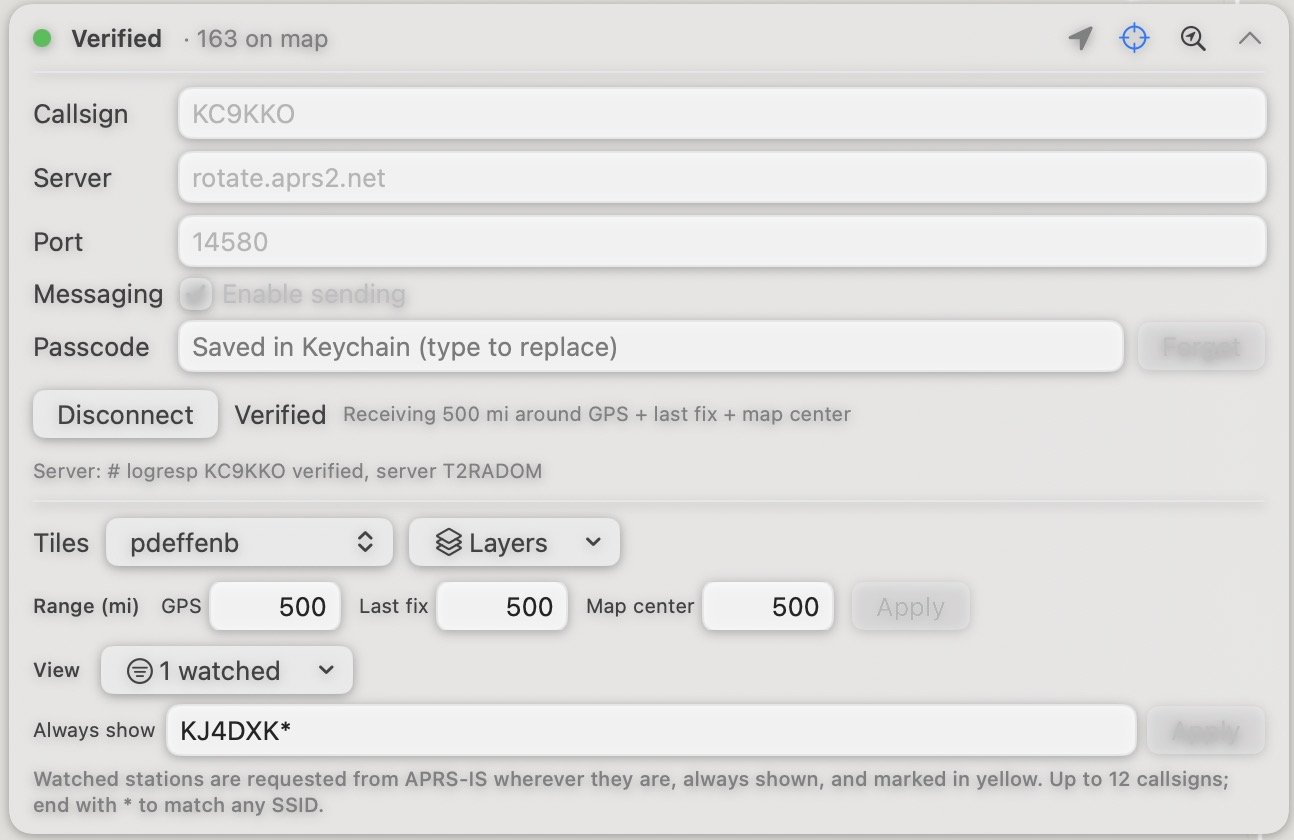 Verified · 163 on map
Callsign KC9KKO
Server rotate.aprs2.net
Port 14580
Messaging Enable sending
Passcode Saved in Keychain (type to replace) Forget
Disconnect Verified Receiving 500 mi around GPS + last fix + map center
Server: # logresp KC9KKO verified, server T2RADOM
Tiles pdeffenb Layers
Range (mi) GPS 500 Last fix 500 Map center 500 Apply
View 1 watched
Always show KJ4DXK* Apply
Watched stations are requested from APRS-IS wherever they are, always shown, and marked in yellow. Up to 12 callsigns;
end with * to match any SSID.